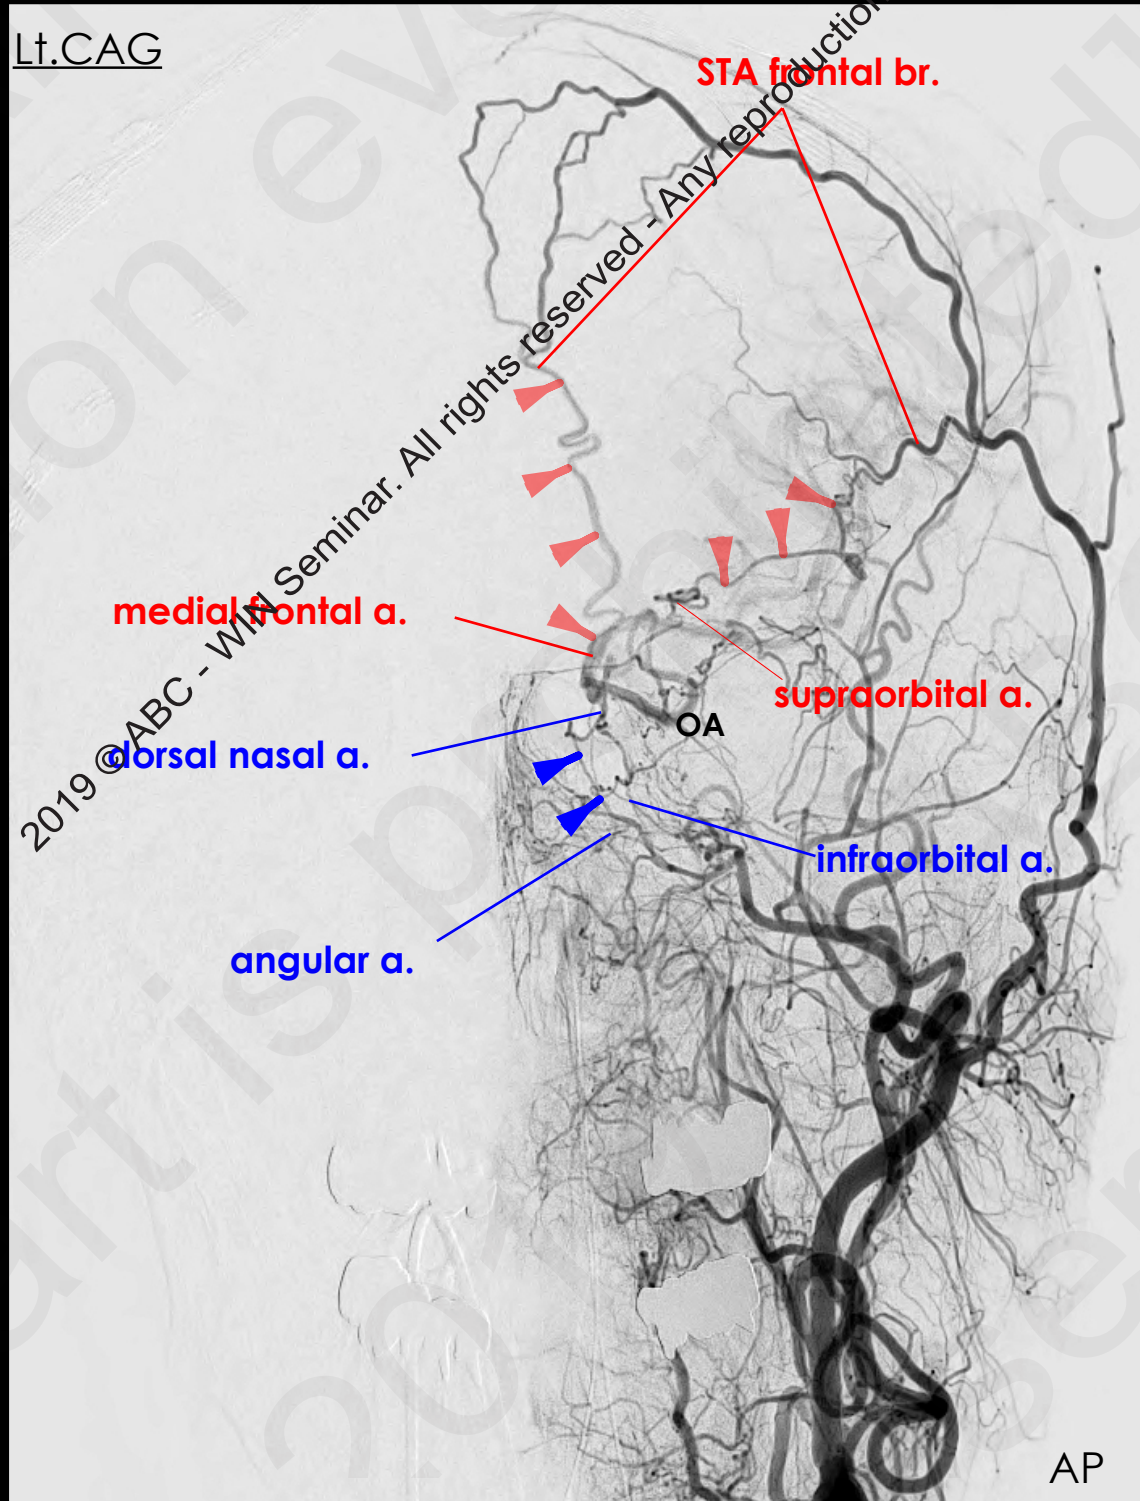 Lt.CAG
STA frontal br.
medial frontal a.
supraorbital a.
OA
dorsal nasal a.
infraorbital a.
angular a.
2019 © ABC - WIN Seminar. All rights reserved - Any reproduction
AP